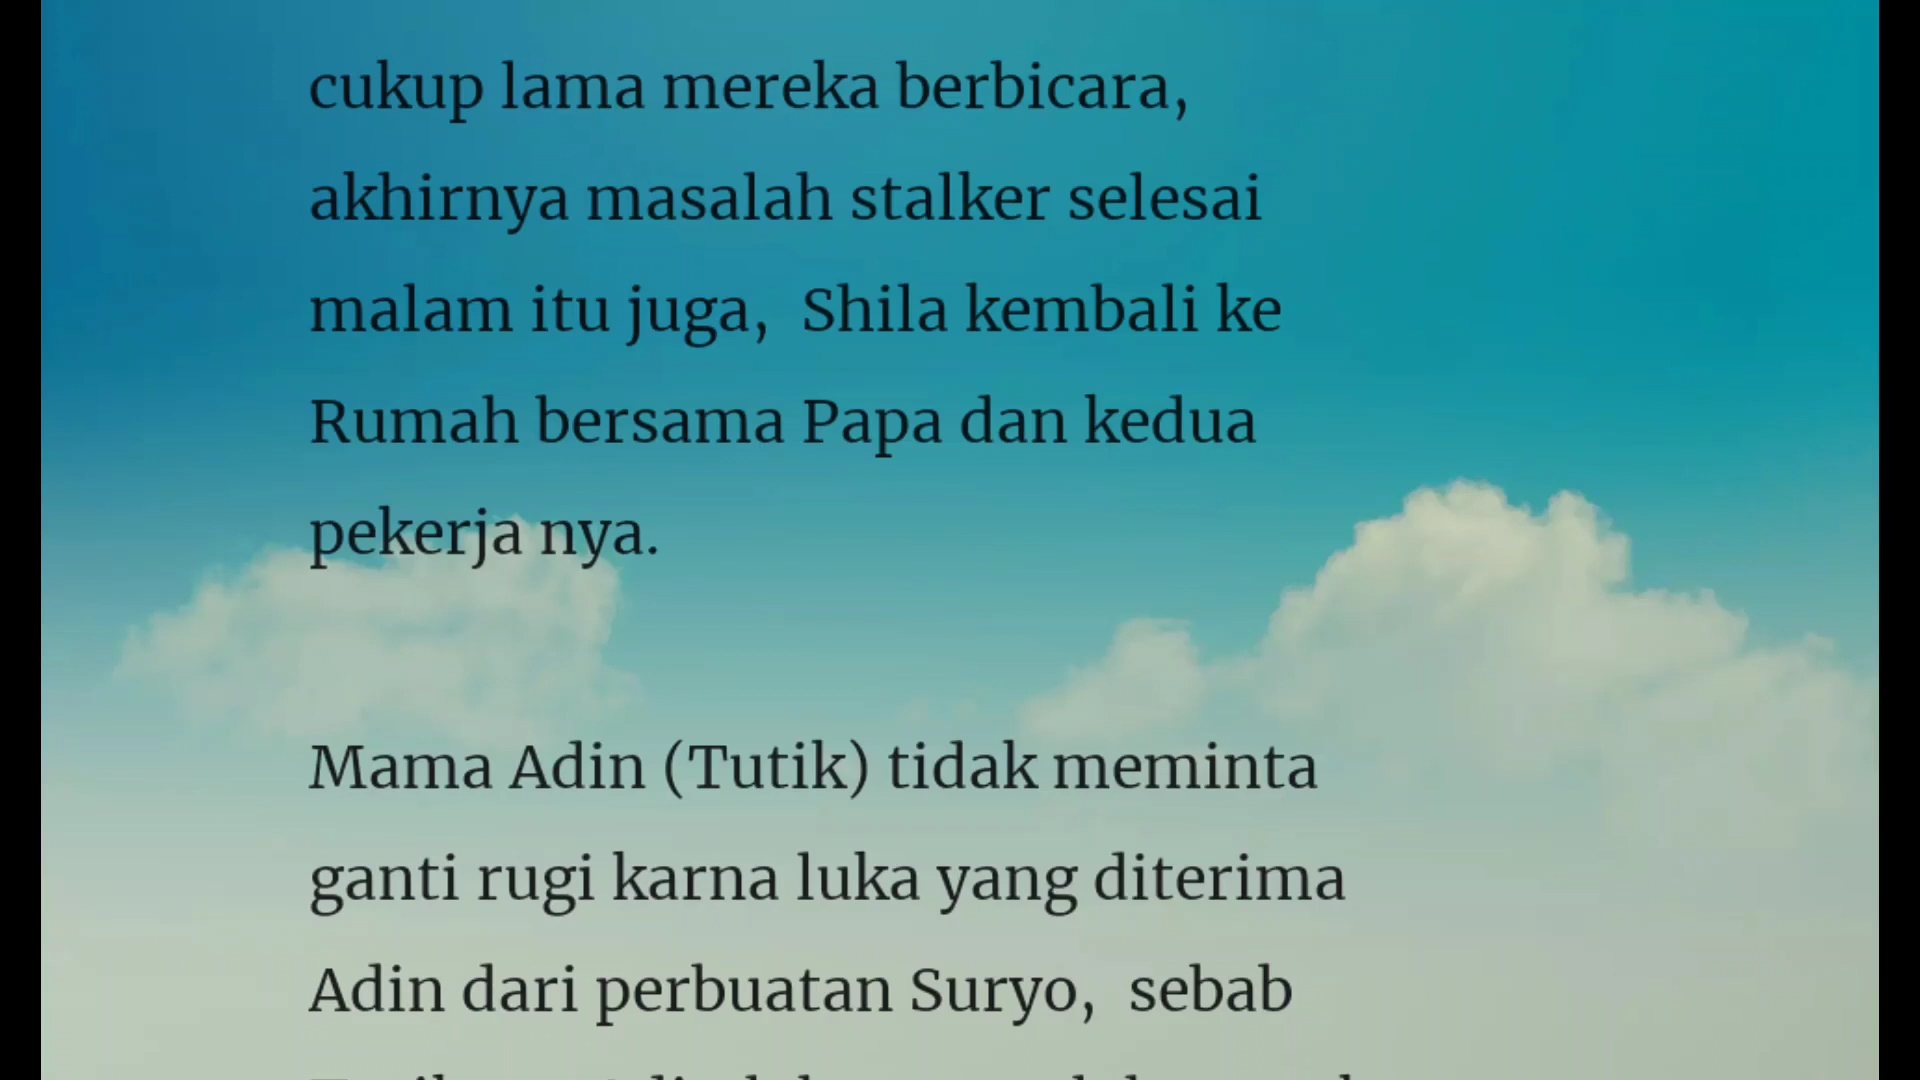 cukup lama mereka berbicara,
akhirnya masalah stalker selesai
malam itu juga,  Shila kembali ke
Rumah bersama Papa dan kedua
pekerja nya.
Mama Adin (Tutik) tidak meminta
ganti rugi karna luka yang diterima
Adin dari perbuatan Suryo,  sebab